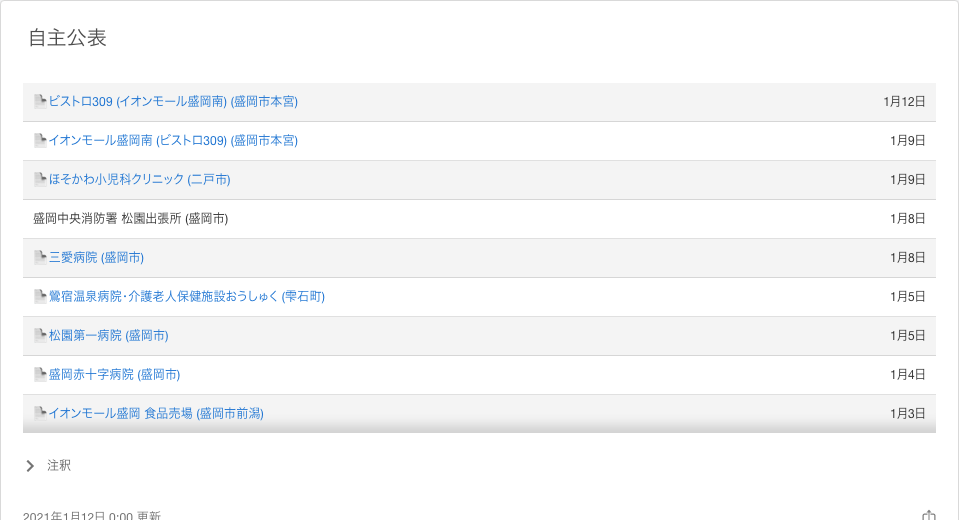 自主公表
ビストロ309 (イオンモール盛岡南) (盛岡市本宮) 1月12日
イオンモール盛岡南 (ビストロ309) (盛岡市本宮) 1月9日
ほそかわ小児科クリニック (二戸市) 1月9日
盛岡中央消防署 松園出張所 (盛岡市) 1月8日
三愛病院 (盛岡市) 1月8日
鶯宿温泉病院・介護老人保健施設おうしゅく (雫石町) 1月5日
松園第一病院 (盛岡市) 1月5日
盛岡赤十字病院 (盛岡市) 1月4日
イオンモール盛岡 食品売場 (盛岡市前潟) 1月3日
注釈
2021年1月12日 0:00 更新